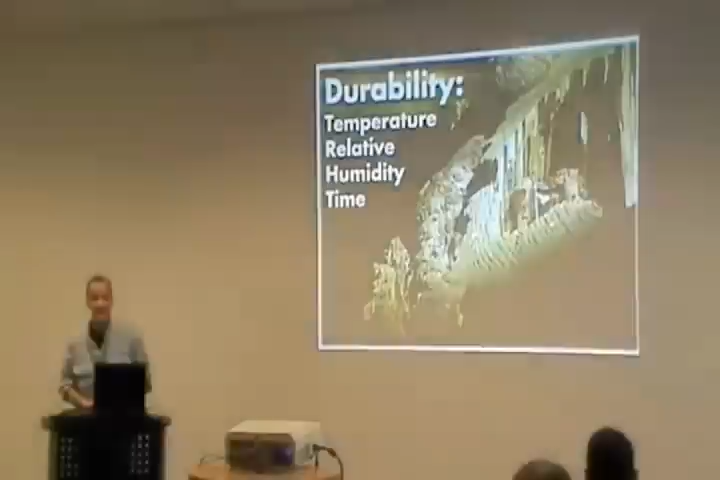 Durability:
Temperature
Relative
Humidity
Time